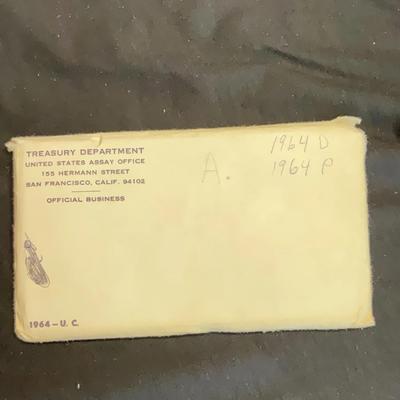 TREASURY DEPARTMENT
UNITED STATES ASSAY OFFICE
155 HERMANN STREET
SAN FRANCISCO, CALIF. 94102
OFFICIAL BUSINESS
A.
1964 D
1964 P
1964 - U. C.